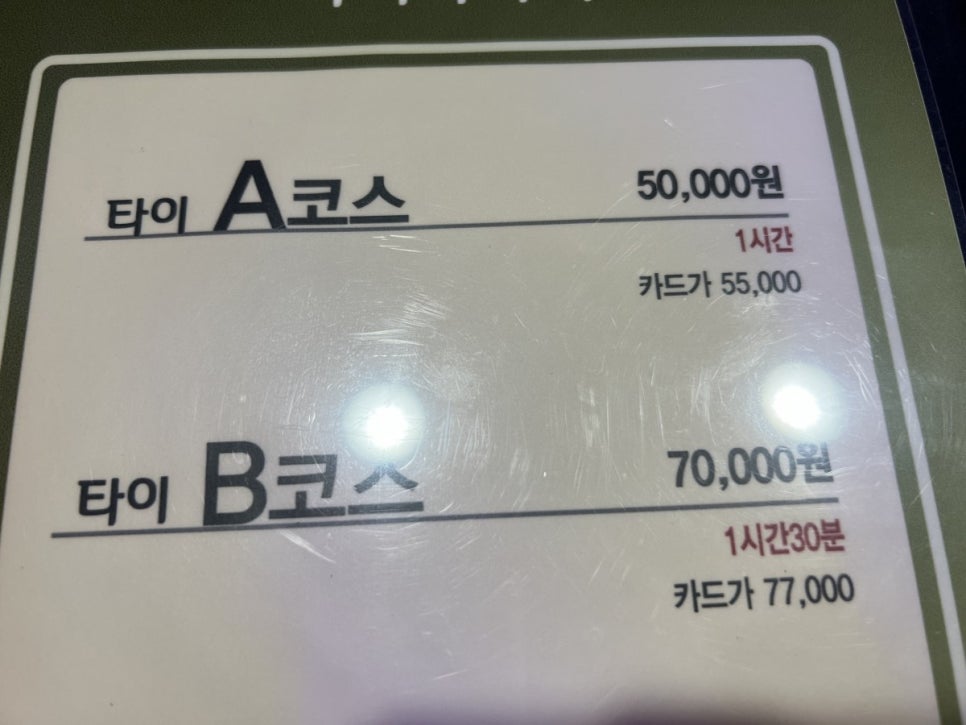 타이 A코스 50,000원
1시간
카드가 55,000
타이 B코스 70,000원
1시간30분
카드가 77,000